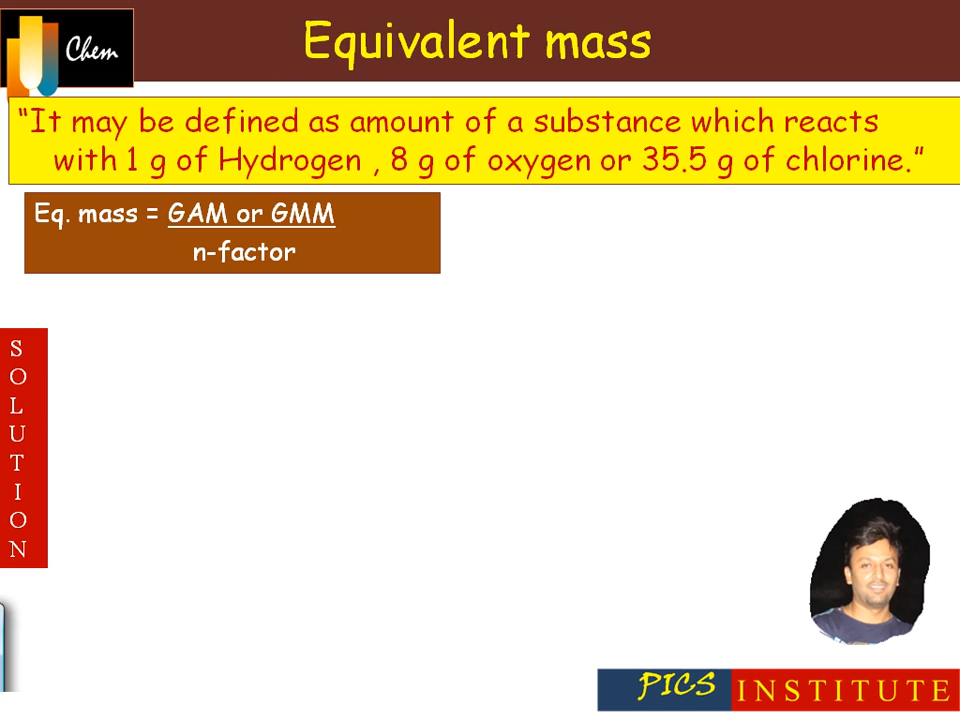 Chem
Equivalent mass
“It may be defined as amount of a substance which reacts
with 1 g of Hydrogen , 8 g of oxygen or 35.5 g of chlorine.”
Eq. mass = GAM or GMM
n-factor
S
O
L
U
T
I
O
N
PICS INSTITUTE